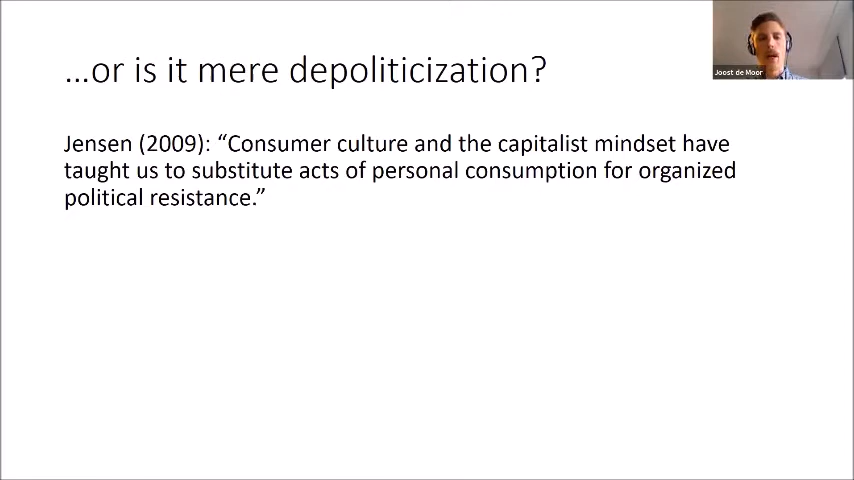 ...or is it mere depoliticization?
Joost de Moor
Jensen (2009): “Consumer culture and the capitalist mindset have
taught us to substitute acts of personal consumption for organized
political resistance.”